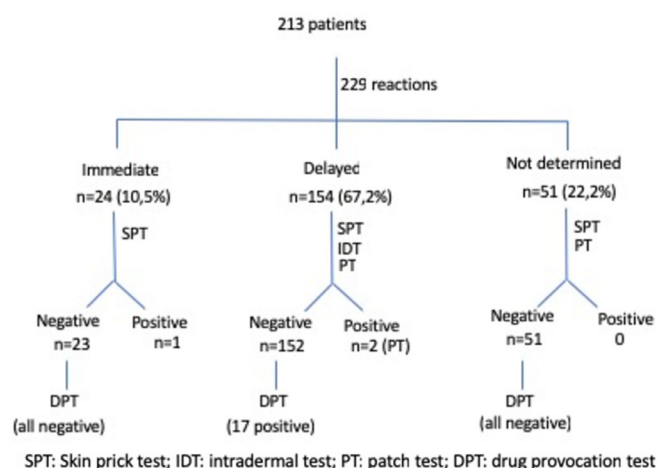 213 patients
229 reactions
Immediate
n=24 (10,5%)
SPT
Negative
n=23
Positive
n=1
DPT
(all negative)
Delayed
n=154 (67,2%)
SPT
IDT
PT
Negative
n=152
Positive
n=2 (PT)
DPT
(17 positive)
Not determined
n=51 (22,2%)
SPT
PT
Negative
n=51
Positive
0
DPT
(all negative)
SPT: Skin prick test; IDT: intradermal test; PT: patch test; DPT: drug provocation test